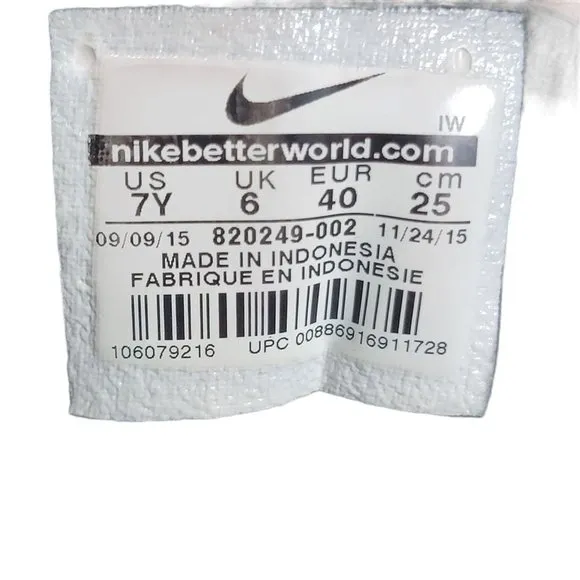 IW
nikebetterworld.com
US UK EUR cm
7Y 6 40 25
09/09/15 820249-002 11/24/15
MADE IN INDONESIA
FABRIQUE EN INDONESIE
106079216 UPC 00886916911728